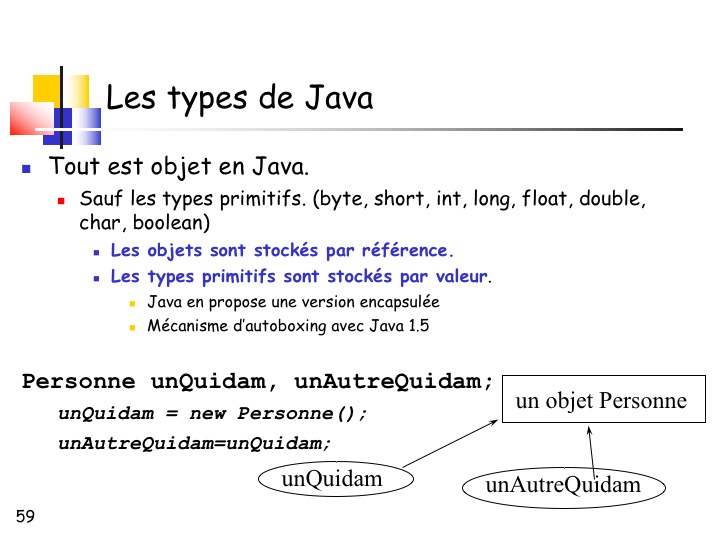 Les types de Java
Tout est objet en Java.
Sauf les types primitifs. (byte, short, int, long, float, double,
char, boolean)
Les objets sont stockés par référence.
Les types primitifs sont stockés par valeur.
Java en propose une version encapsulée
Mécanisme d’autoboxing avec Java 1.5
Personne unQuidam, unAutreQuidam;
un objet Personne
unQuidam = new Personne();
unAutreQuidam=unQuidam;
unQuidam
unAutreQuidam
59